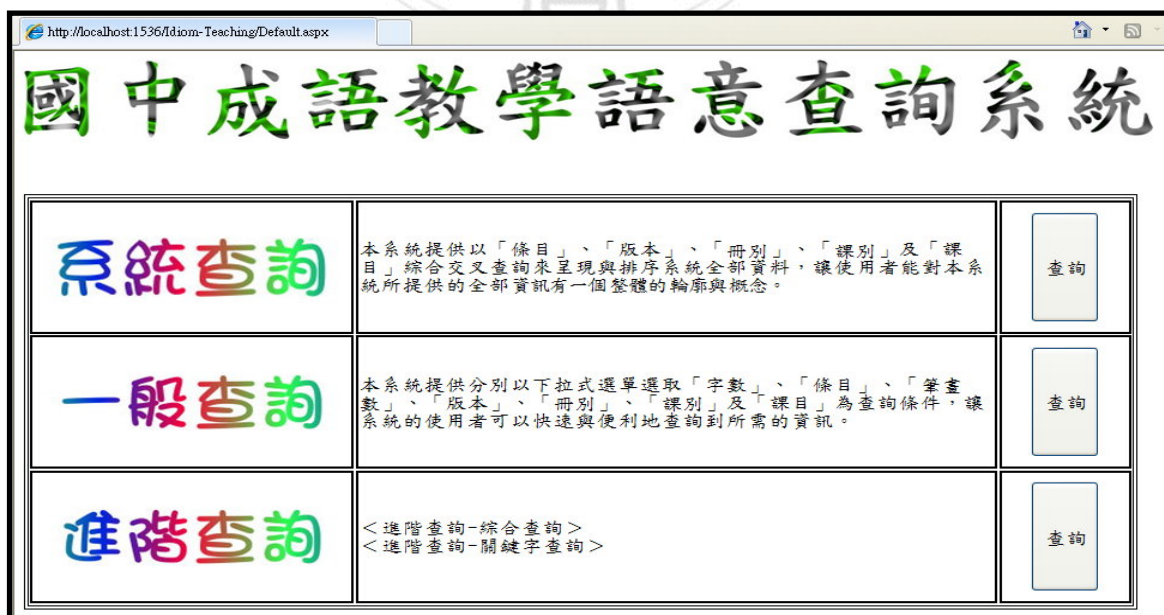 http://localhost:1536/Idiom-Teaching/Default.aspx
國中成語教學語意查詢系統
系統查詢
本系統提供以「條目」、「版本」、「冊別」、「課別」及「課
目」綜合交叉查詢來呈現與排序系統全部資料，讓使用者能對本系
統所提供的全部資訊有一個整體的輪廓與概念。
查詢
一般查詢
本系統提供分別以下拉式選單選取「字數」、「條目」、「筆畫
數」、「版本」、「冊別」、「課別」及「課目」為查詢條件，讓
系統的使用者可以快速與便利地查詢到所需的資訊。
查詢
進階查詢
＜進階查詢-綜合查詢＞
＜進階查詢-關鍵字查詢＞
查詢